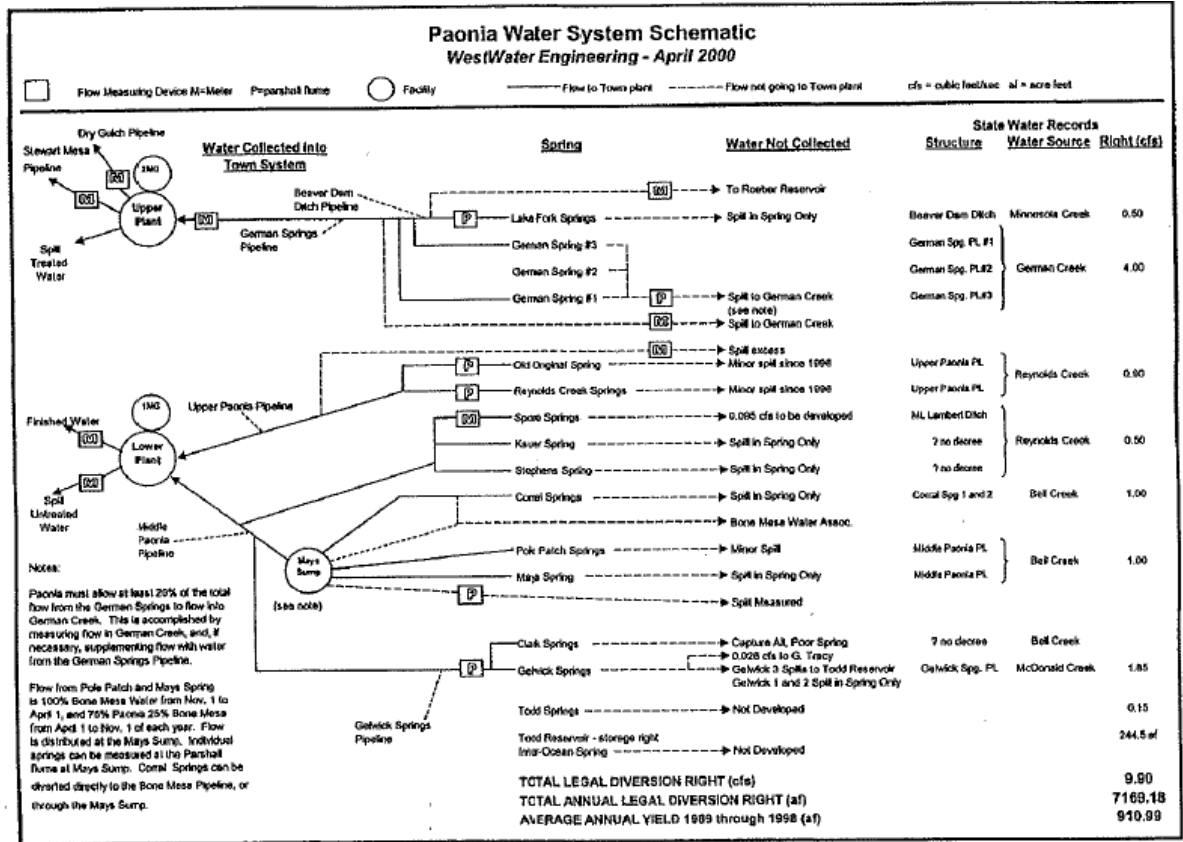 Paonia Water System Schematic
WestWater Engineering - April 2000
Flow Measuring Device M=Meter P=parshall flume
Facility
Flow to Town plant
Flow not going to Town plant
cfs = cubic feet/sec af = acre feet
State Water Records
Water Collected Into
Town System
Spring
Water Not Collected
Structure
Water Source
Right (cfs)
Dry Gulch Pipeline
Stewart Mesa
Pipeline
M
M
Upper
Plant
Spill
Treated
Water
M
German Springs
Pipeline
Beaver Dam
Ditch Pipeline
M
To Roeber Reservoir
P
Lake Fork Springs
Spill in Spring Only
Beaver Dam Ditch
Minnesota Creek
0.50
German Spring #3
German Spg. PL #1
German Spring #2
German Spg. PL#2
German Creek
4.00
German Spring #1
P
Spill to German Creek
(see note)
German Spg. PL#3
M
Spill to German Creek
M
Spill excess
P
Old Original Spring
Minor spill since 1996
Upper Paonia PL
Reynolds Creek
0.90
P
Reynolds Creek Springs
Minor spill since 1996
Upper Paonia PL
Upper Paonia Pipeline
1MG
Finished Water
M
Lower
Plant
M
Spill
Untreated
Water
M
Spore Springs
0.095 cfs to be developed
Mt. Lambert Ditch
Kauer Spring
Spill in Spring Only
? no decree
Reynolds Creek
0.50
Stephens Spring
Spill in Spring Only
? no decree
Corral Springs
Spill in Spring Only
Corral Spg 1 and 2
Bell Creek
1.00
Bone Mesa Water Assoc.
Middle
Paonia
Pipeline
Mays
Sump
(see note)
Pole Patch Springs
Minor Spill
Middle Paonia PL
Bell Creek
1.00
Mays Spring
Spill in Spring Only
Middle Paonia PL
P
Spill Measured
Notes:
Paonia must allow at least 20% of the total
flow from the German Springs to flow into
German Creek. This is accomplished by
measuring flow in German Creek, and, if
necessary, supplementing flow with water
from the German Springs Pipeline.
Flow from Pole Patch and Mays Spring
is 100% Bone Mesa Water from Nov. 1 to
April 1, and 75% Paonia 25% Bone Mesa
from April 1 to Nov. 1 of each year. Flow
is distributed at the Mays Sump. Individual
springs can be measured at the Parshall
flume at Mays Sump. Corral Springs can be
diverted directly to the Bone Mesa Pipeline, or
through the Mays Sump.
Clark Springs
Capture All, Poor Spring
? no decree
Bell Creek
0.026 cfs to G. Tracy
P
Gelwick Springs
Gelwick 3 Spills to Todd Reservoir
Gelwick 1 and 2 Spill in Spring Only
Gelwick Spg. PL
McDonald Creek
1.85
Gelwick Springs
Pipeline
Todd Springs
Not Developed
0.15
Todd Reservoir - storage right
244.5 af
Inter-Ocean Spring
Not Developed
TOTAL LEGAL DIVERSION RIGHT (cfs)
9.90
TOTAL ANNUAL LEGAL DIVERSION RIGHT (af)
7169.18
AVERAGE ANNUAL YIELD 1989 through 1998 (af)
910.99